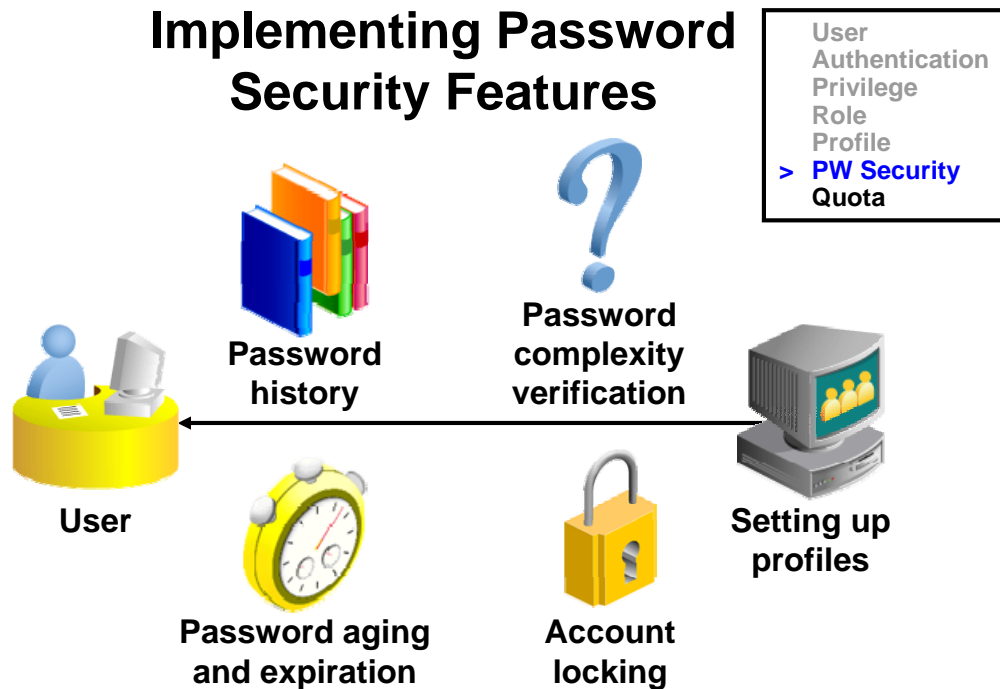 Implementing Password
Security Features
User
Authentication
Privilege
Role
Profile
> PW Security
Quota
Password
history
Password
complexity
verification
User
Setting up
profiles
Password aging
and expiration
Account
locking